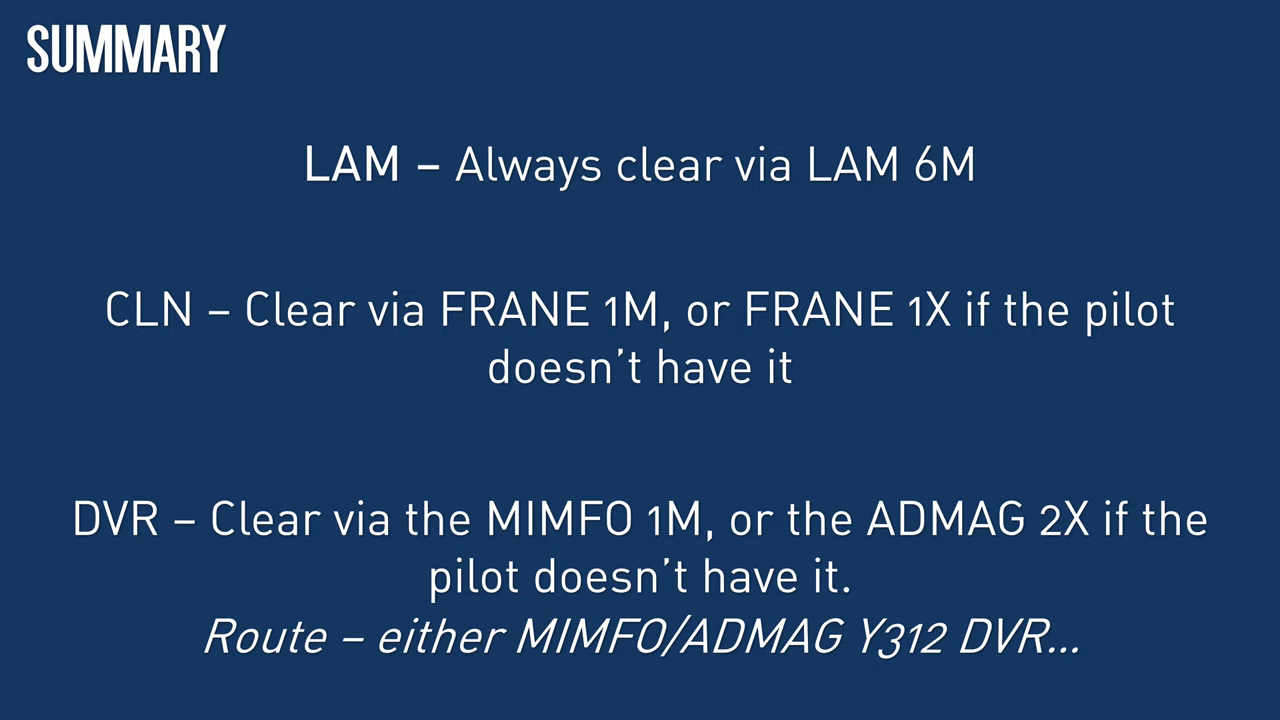 SUMMARY
LAM – Always clear via LAM 6M
CLN – Clear via FRANE 1M, or FRANE 1X if the pilot
doesn't have it
DVR – Clear via the MIMFO 1M, or the ADMAG 2X if the
pilot doesn't have it.
Route – either MIMFO/ADMAG Y312 DVR...